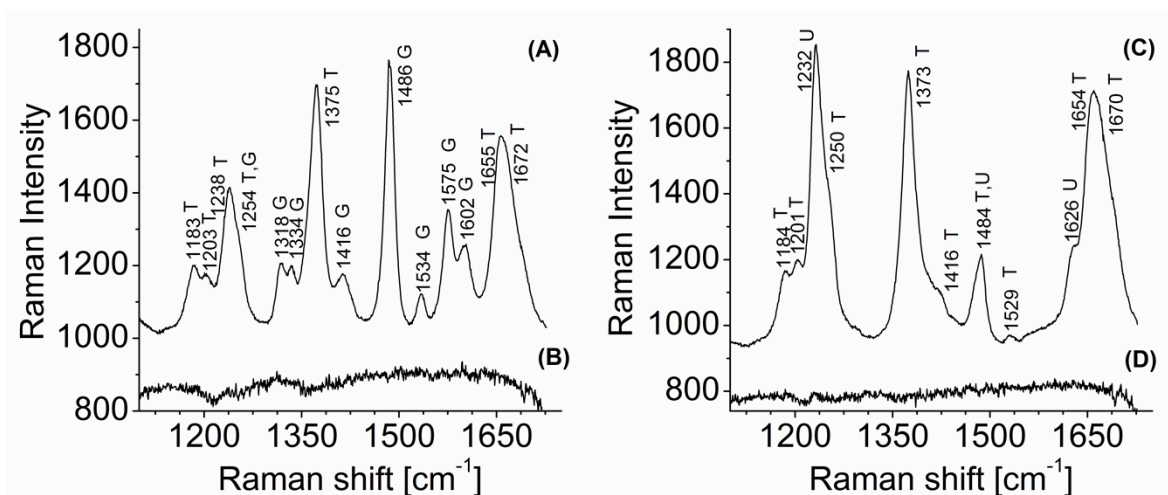 (A)
1800
1600
1400
1200
1000
800
Raman Intensity
1183 T
1203 T
1238 T
1254 T,G
1318 G
1334 G
1375 T
1416 G
1486 G
1534 G
1575 G
1602 G
1655 T
1672 T
(B)
1200
1350
1500
1650
Raman shift [cm⁻¹]
(C)
1800
1600
1400
1200
1000
800
Raman Intensity
1184 T
1201 T
1232 U
1250 T
1373 T
1416 T
1484 T,U
1529 T
1626 U
1654 T
1670 T
(D)
1200
1350
1500
1650
Raman shift [cm⁻¹]